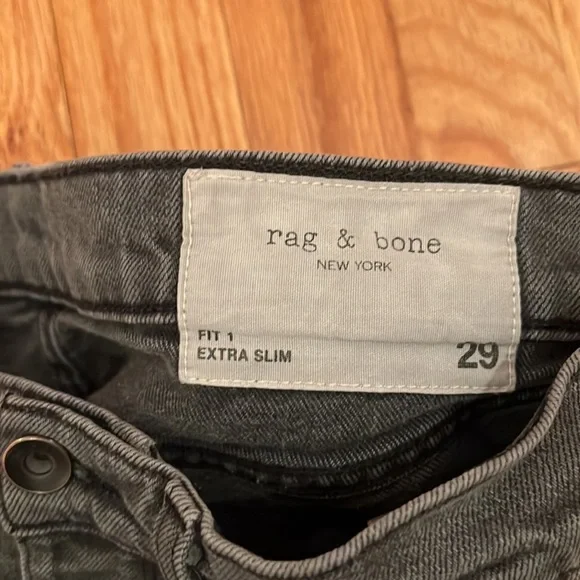 rag & bone
NEW YORK
FIT 1
EXTRA SLIM
29